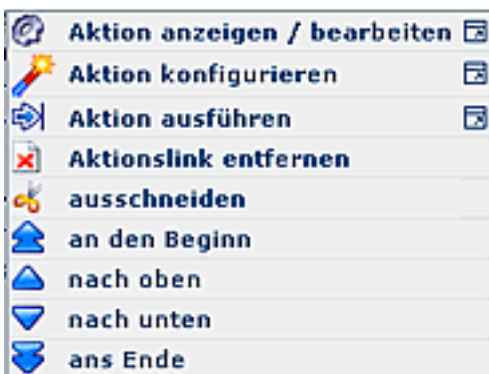 Aktion anzeigen / bearbeiten
Aktion konfigurieren
Aktion ausführen
Aktionslink entfernen
ausschneiden
an den Beginn
nach oben
nach unten
ans Ende